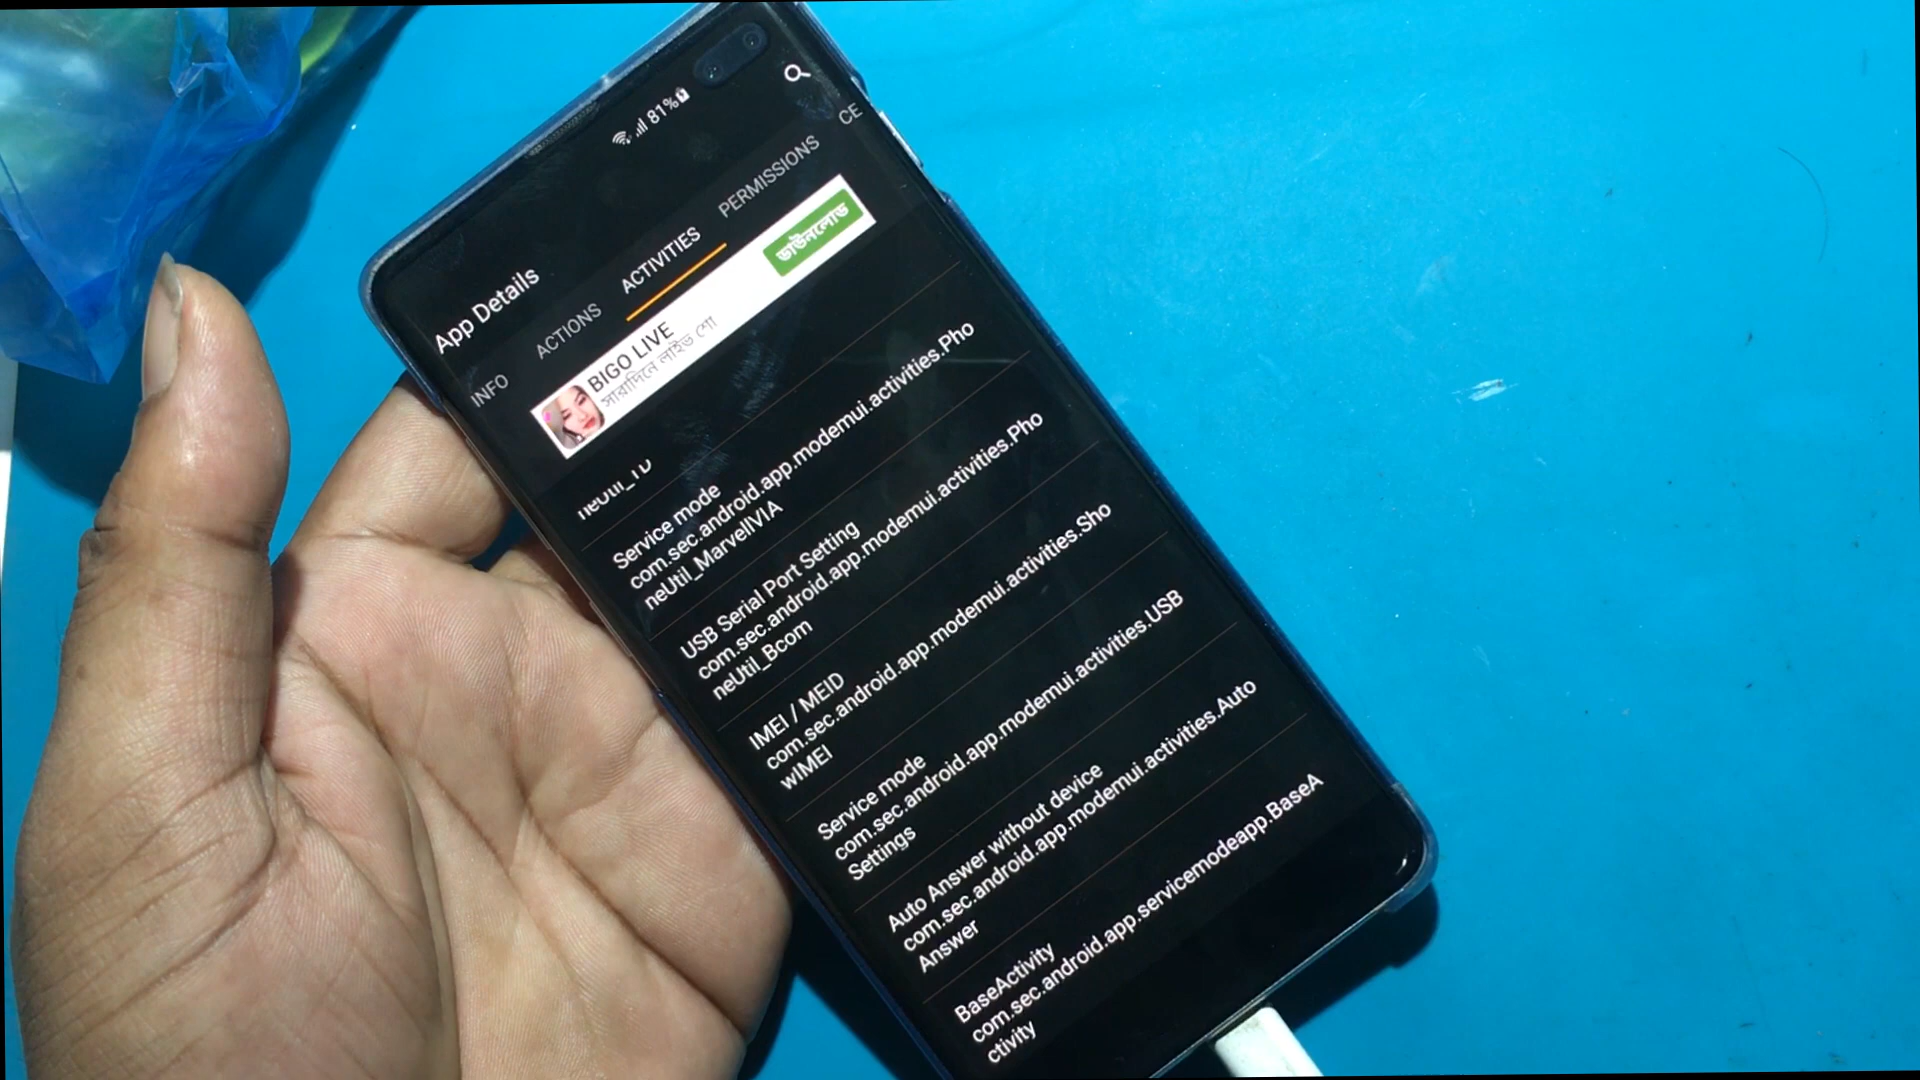 81%
App Details
INFO ACTIONS ACTIVITIES PERMISSIONS CE
BIGO LIVE
সারাদিনে লাইভ শো
ডাউনলোড
Service mode
com.sec.android.app.modemui.activities.Pho
neUtil_MarvellVIA
USB Serial Port Setting
com.sec.android.app.modemui.activities.Pho
neUtil_Bcom
IMEI / MEID
com.sec.android.app.modemui.activities.Sho
wIMEI
Service mode
com.sec.android.app.modemui.activities.USB
Settings
Auto Answer without device
com.sec.android.app.modemui.activities.Auto
Answer
BaseActivity
com.sec.android.app.servicemodeapp.BaseA
ctivity